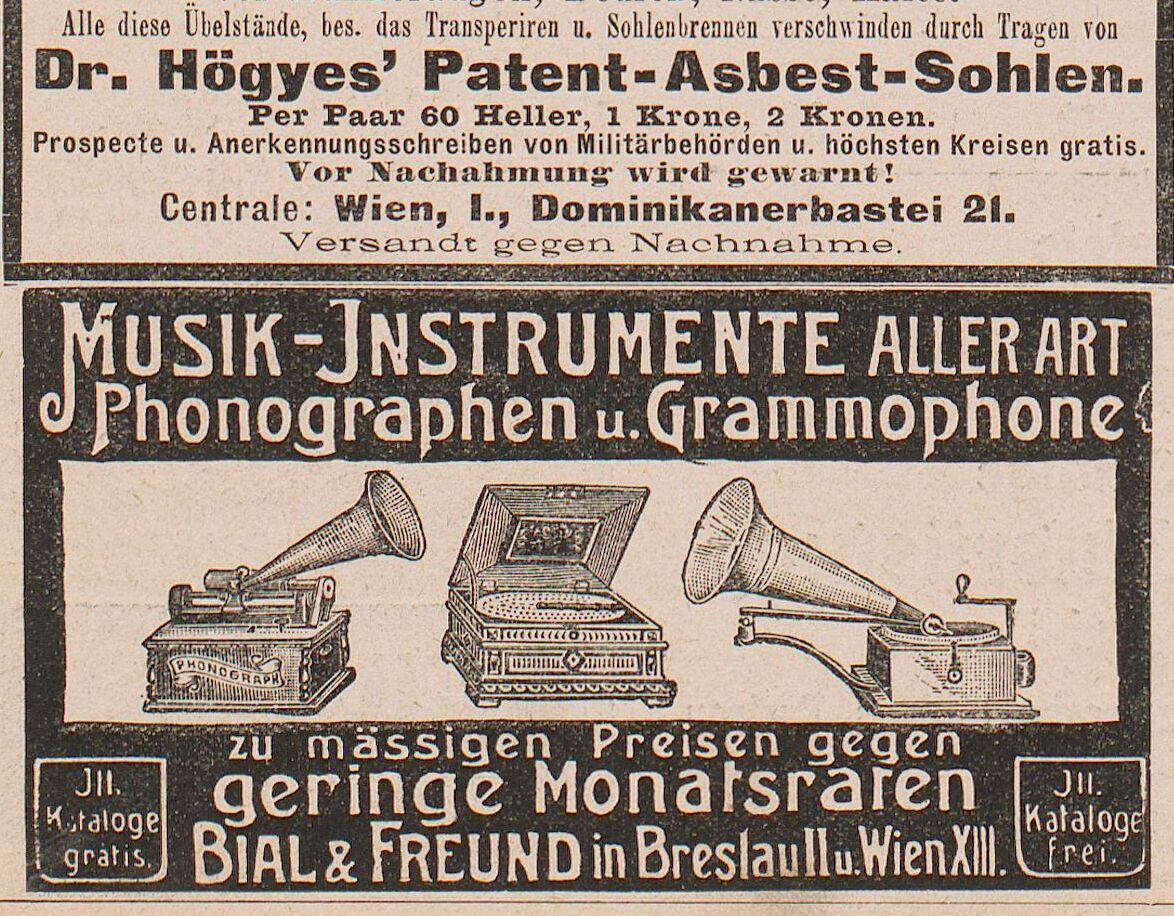 Alle diese Übelstände, bes. das Transperiren u. Sohlenbrennen verschwinden durch Tragen von
Dr. Högyes’ Patent-Asbest-Sohlen.
Per Paar 60 Heller, 1 Krone, 2 Kronen.
Prospecte u. Anerkennungsschreiben von Militärbehörden u. höchsten Kreisen gratis.
Vor Nachahmung wird gewarnt!
Centrale: Wien, I., Dominikanerbastei 21.
Versandt gegen Nachnahme.
MUSIK-INSTRUMENTE ALLER ART
Phonographen u. Grammophone
PHONOGRAPH
zu mässigen Preisen gegen
geringe Monatsraten
BIAL & FREUND in Breslau II u. Wien XIII.
Ill.
Kataloge
gratis.
Ill.
Kataloge
frei.